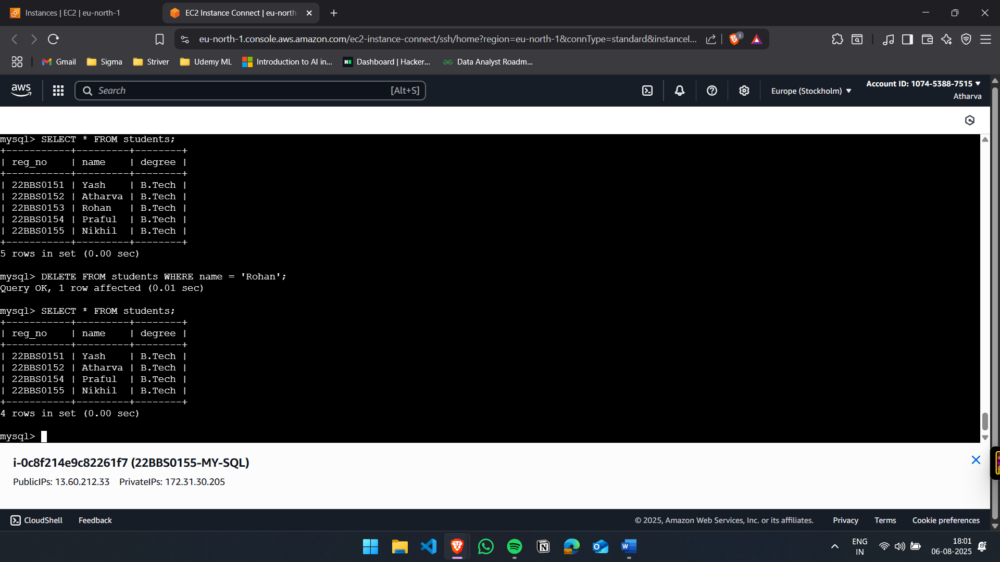 Instances | EC2 | eu-north-1
EC2 Instance Connect | eu-north-
eu-north-1.console.aws.amazon.com/ec2-instance-connect/ssh/home?region=eu-north-1&connType=standard&instanceI...
3
Gmail
Sigma
Striver
Udemy ML
Introduction to AI in...
Dashboard | Hacker...
Data Analyst Roadm...
aws
Search
[Alt+S]
Europe (Stockholm)
Account ID: 1074-5388-7515
Atharva
mysql> SELECT * FROM students;
+-----------+---------+--------+
| reg_no    | name    | degree |
+-----------+---------+--------+
| 22BBS0151 | Yash    | B.Tech |
| 22BBS0152 | Atharva | B.Tech |
| 22BBS0153 | Rohan   | B.Tech |
| 22BBS0154 | Praful  | B.Tech |
| 22BBS0155 | Nikhil  | B.Tech |
+-----------+---------+--------+
5 rows in set (0.00 sec)
mysql> DELETE FROM students WHERE name = 'Rohan';
Query OK, 1 row affected (0.01 sec)
mysql> SELECT * FROM students;
+-----------+---------+--------+
| reg_no    | name    | degree |
+-----------+---------+--------+
| 22BBS0151 | Yash    | B.Tech |
| 22BBS0152 | Atharva | B.Tech |
| 22BBS0154 | Praful  | B.Tech |
| 22BBS0155 | Nikhil  | B.Tech |
+-----------+---------+--------+
4 rows in set (0.00 sec)
mysql>
i-0c8f214e9c82261f7 (22BBS0155-MY-SQL)
PublicIPs: 13.60.212.33 PrivateIPs: 172.31.30.205
CloudShell
Feedback
© 2025, Amazon Web Services, Inc. or its affiliates.
Privacy
Terms
Cookie preferences
ENG
IN
18:01
06-08-2025